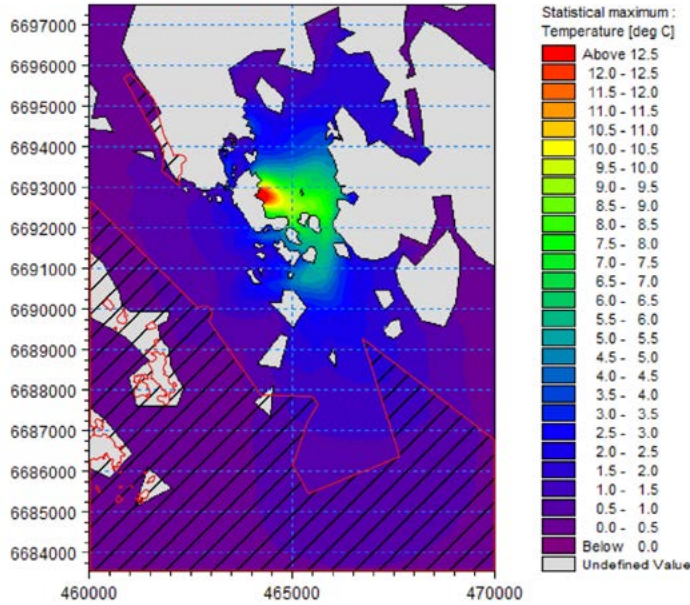 Statistical maximum :
Temperature [deg C]
Above 12.5
12.0 - 12.5
11.5 - 12.0
11.0 - 11.5
10.5 - 11.0
10.0 - 10.5
9.5 - 10.0
9.0 - 9.5
8.5 - 9.0
8.0 - 8.5
7.5 - 8.0
7.0 - 7.5
6.5 - 7.0
6.0 - 6.5
5.5 - 6.0
5.0 - 5.5
4.5 - 5.0
4.0 - 4.5
3.5 - 4.0
3.0 - 3.5
2.5 - 3.0
2.0 - 2.5
1.5 - 2.0
1.0 - 1.5
0.5 - 1.0
0.0 - 0.5
Below 0.0
Undefined Value
6697000
6696000
6695000
6694000
6693000
6692000
6691000
6690000
6689000
6688000
6687000
6686000
6685000
6684000
460000 465000 470000